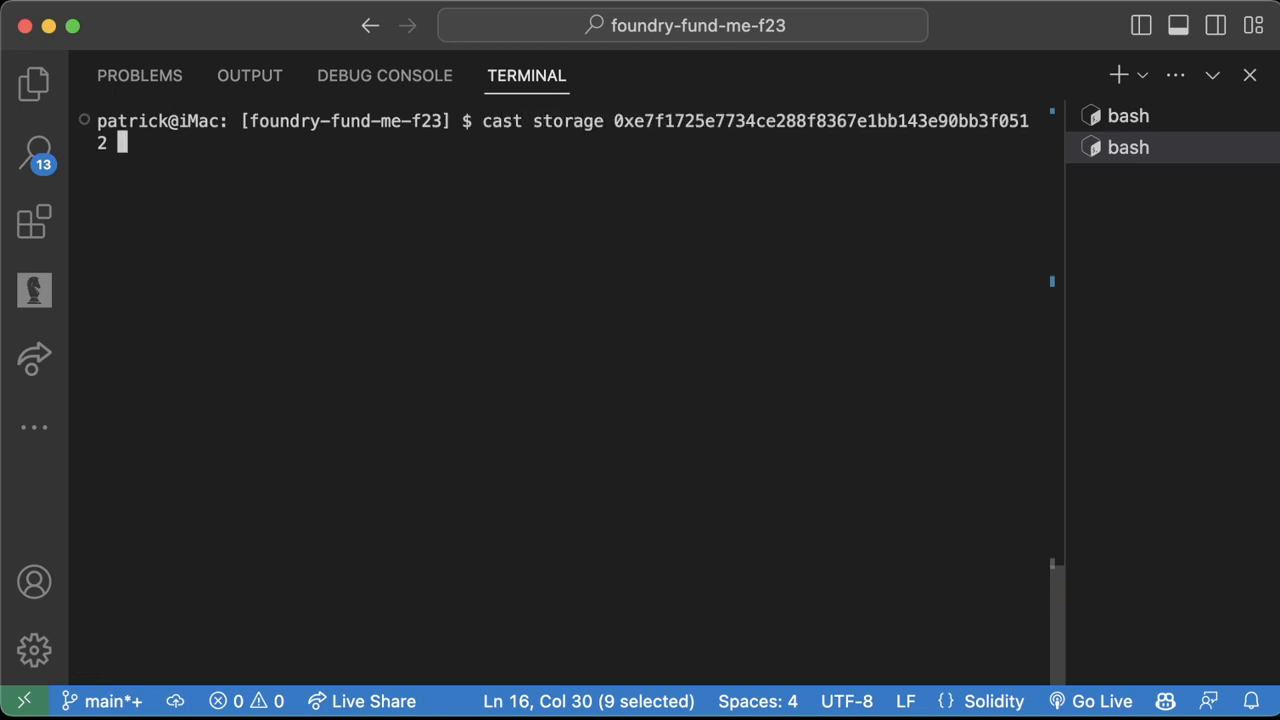 foundry-fund-me-f23
PROBLEMS OUTPUT DEBUG CONSOLE TERMINAL
patrick@iMac: [foundry-fund-me-f23] $ cast storage 0xe7f1725e7734ce288f8367e1bb143e90bb3f051
2
bash
bash
13
main*+ 0 0 Live Share Ln 16, Col 30 (9 selected) Spaces: 4 UTF-8 LF {} Solidity Go Live